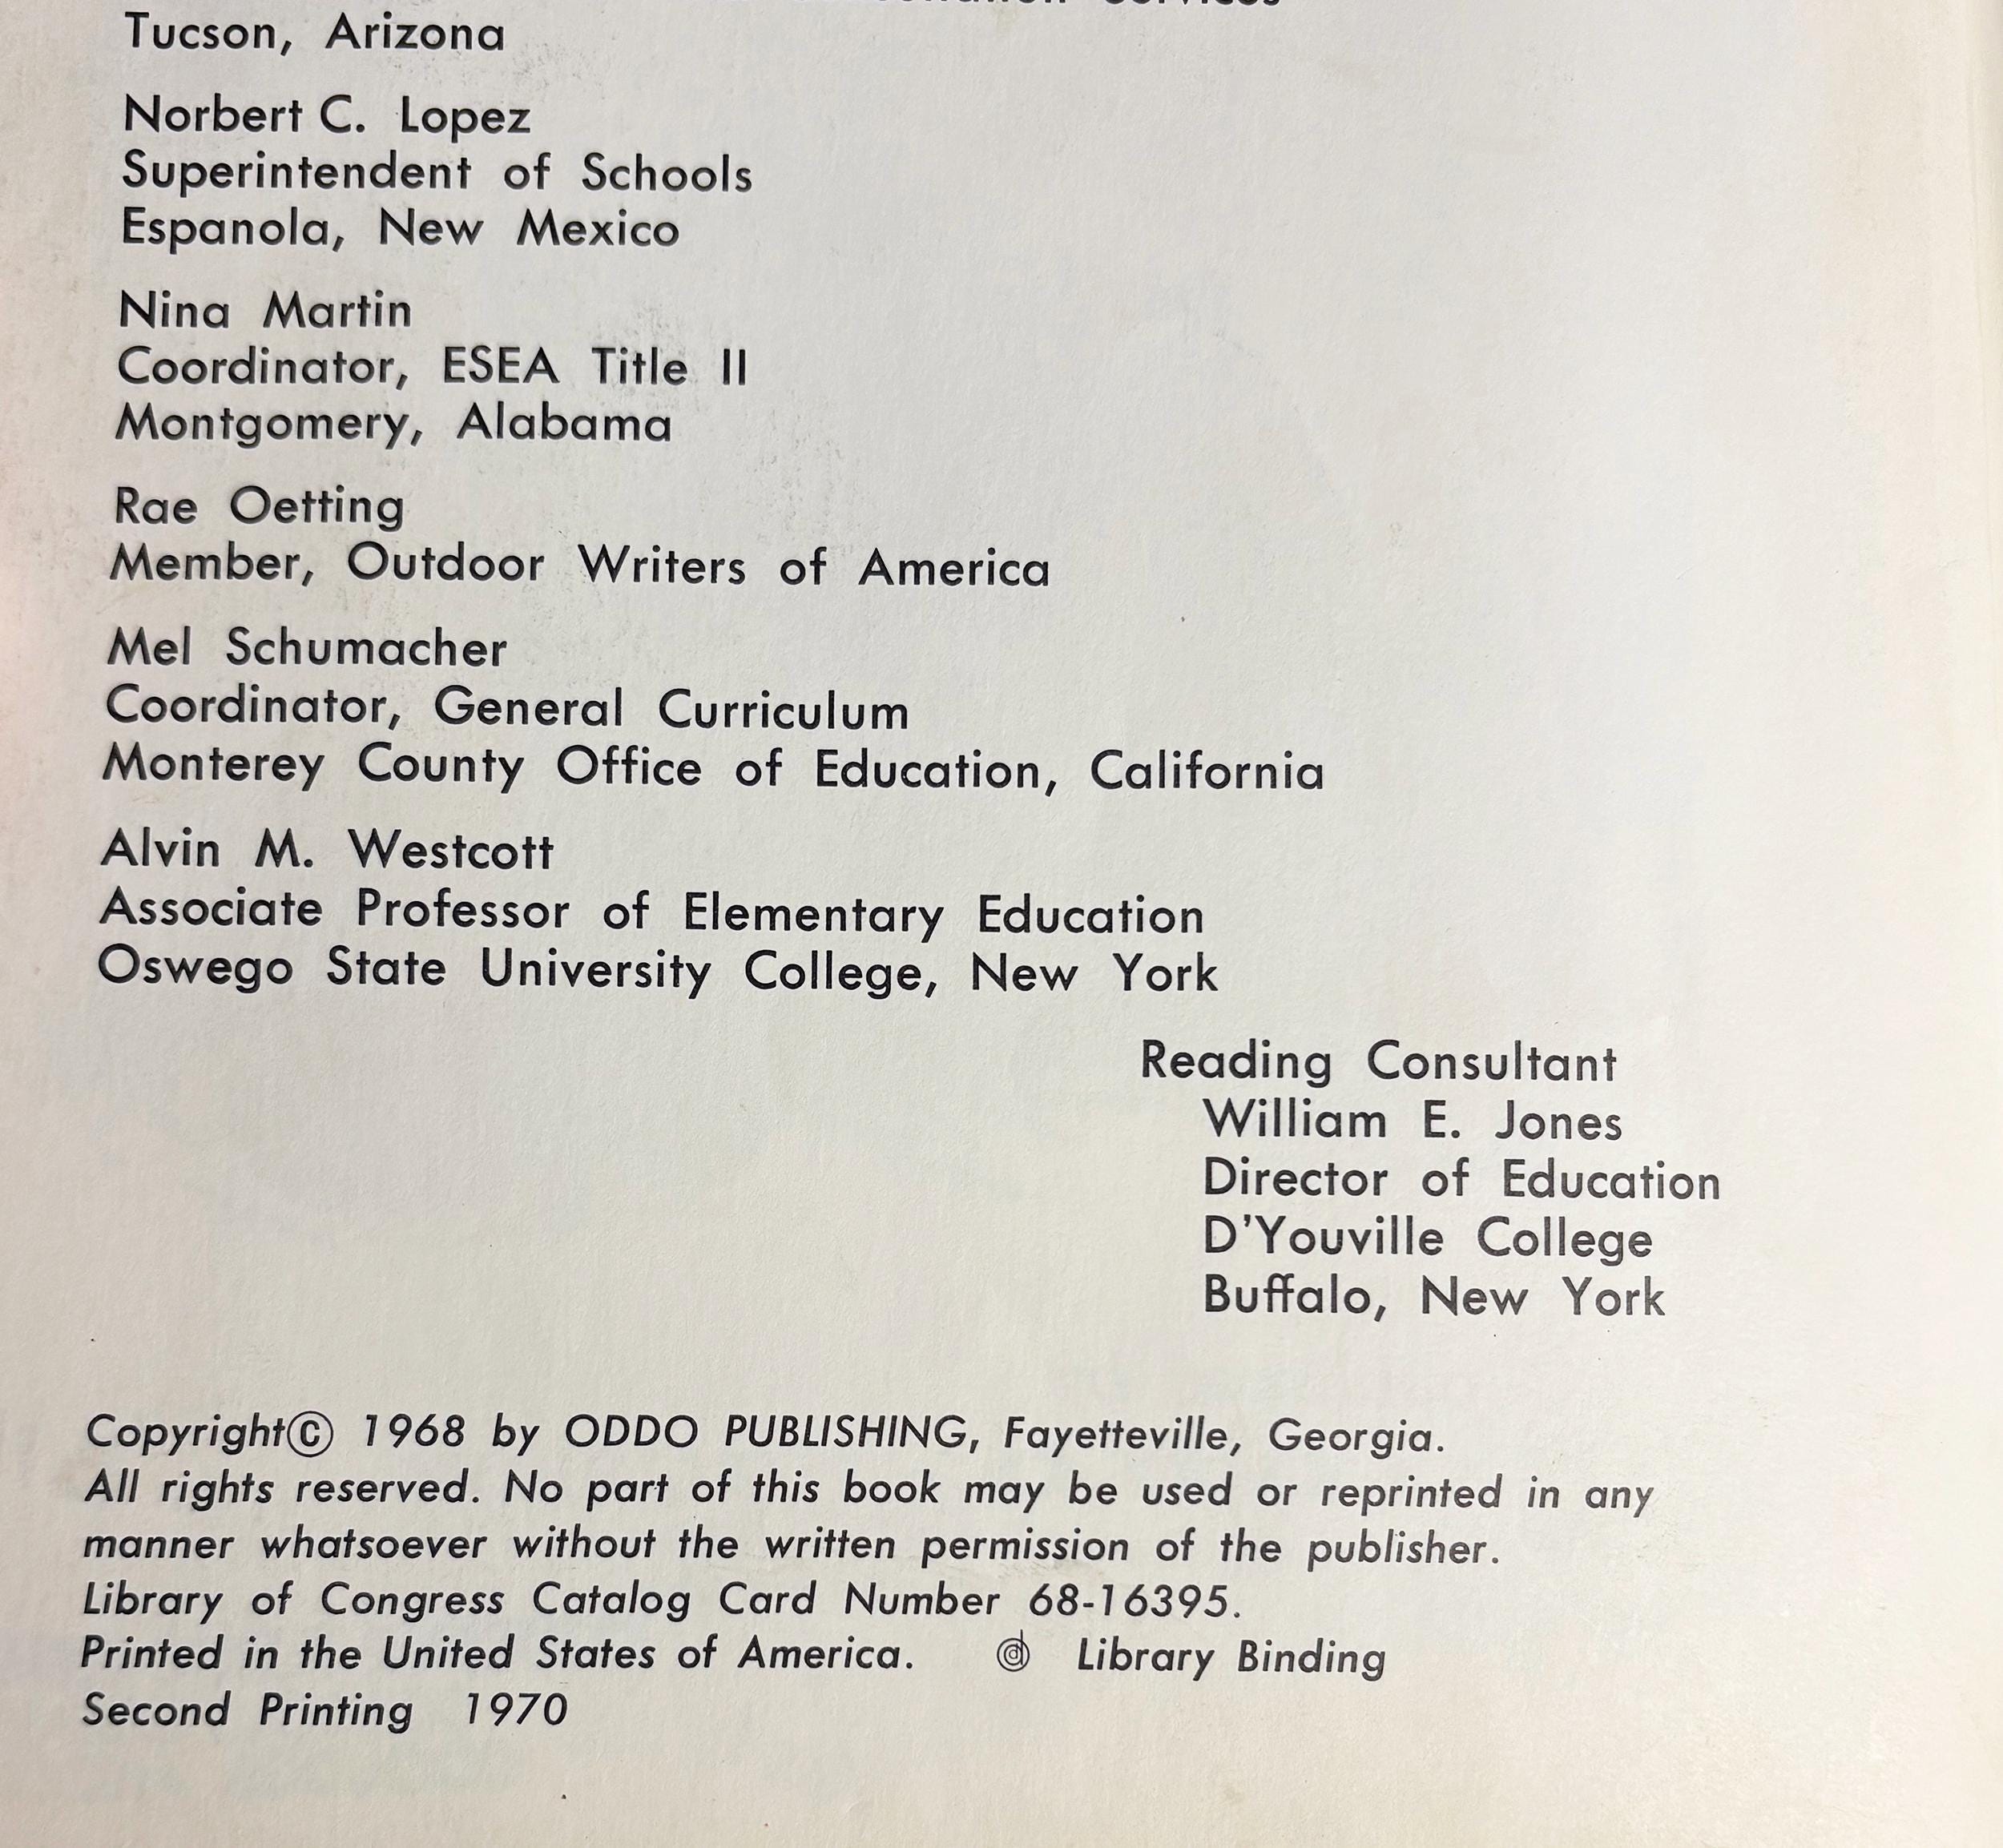 Services
Tucson, Arizona
Norbert C. Lopez
Superintendent of Schools
Espanola, New Mexico
Nina Martin
Coordinator, ESEA Title II
Montgomery, Alabama
Rae Oetting
Member, Outdoor Writers of America
Mel Schumacher
Coordinator, General Curriculum
Monterey County Office of Education, California
Alvin M. Westcott
Associate Professor of Elementary Education
Oswego State University College, New York
Reading Consultant
William E. Jones
Director of Education
D'Youville College
Buffalo, New York
Copyright© 1968 by ODDO PUBLISHING, Fayetteville, Georgia.
All rights reserved. No part of this book may be used or reprinted in any
manner whatsoever without the written permission of the publisher.
Library of Congress Catalog Card Number 68-16395.
Printed in the United States of America. Library Binding
Second Printing 1970